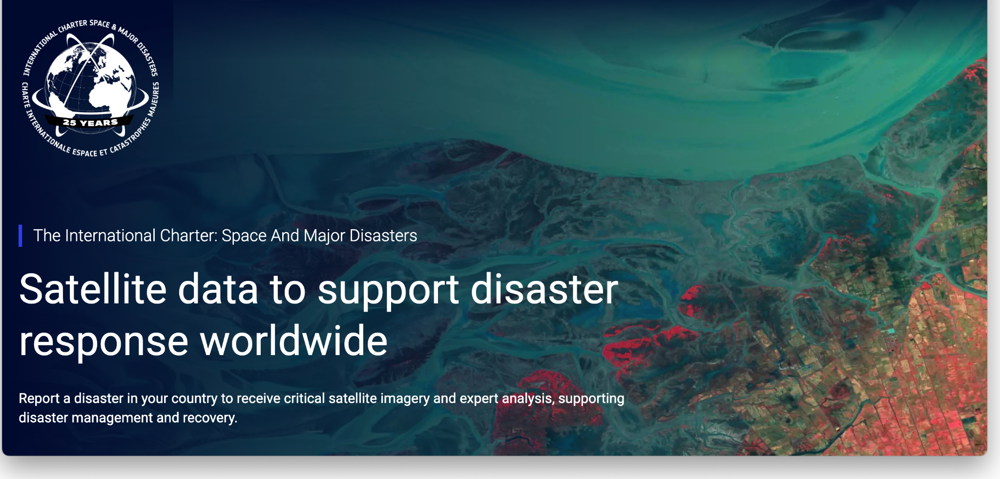 INTERNATIONAL CHARTER SPACE & MAJOR DISASTERS
CHARTE INTERNATIONALE ESPACE ET CATASTROPHES MAJEURES
25 YEARS
The International Charter: Space And Major Disasters
Satellite data to support disaster
response worldwide
Report a disaster in your country to receive critical satellite imagery and expert analysis, supporting
disaster management and recovery.